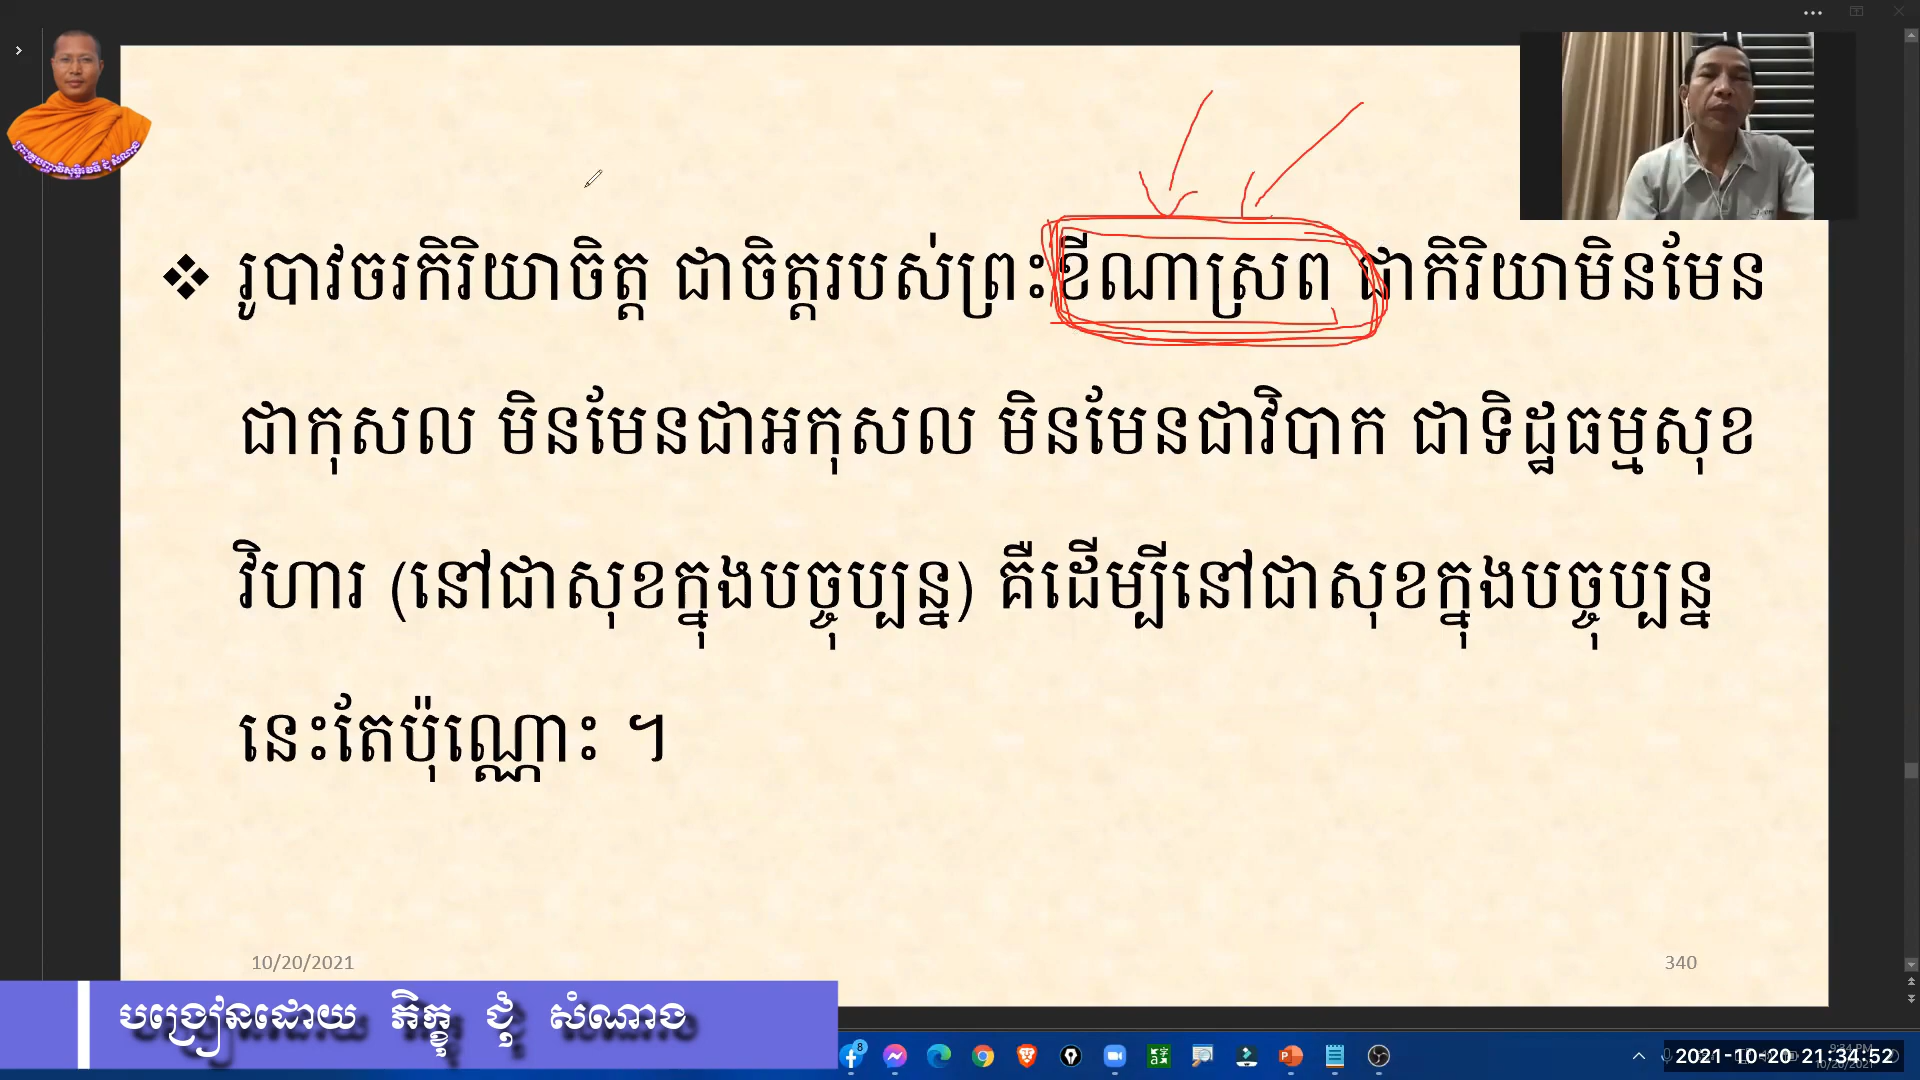 ❖ រូបាវចរកិរិយាចិត្ត ជាចិត្តរបស់ព្រះខីណាស្រព ជាកិរិយាមិនមែន
ជាកុសល មិនមែនជាអកុសល មិនមែនជាវិបាក ជាទិដ្ឋធម្មសុខ
វិហារ (នៅជាសុខក្នុងបច្ចុប្បន្ន) គឺដើម្បីនៅជាសុខក្នុងបច្ចុប្បន្ន
នេះតែប៉ុណ្ណោះ ។
10/20/2021
340
បង្រៀនដោយ ភិក្ខុ ជុំ សំណាង
8
2021-10-20 21:34:52